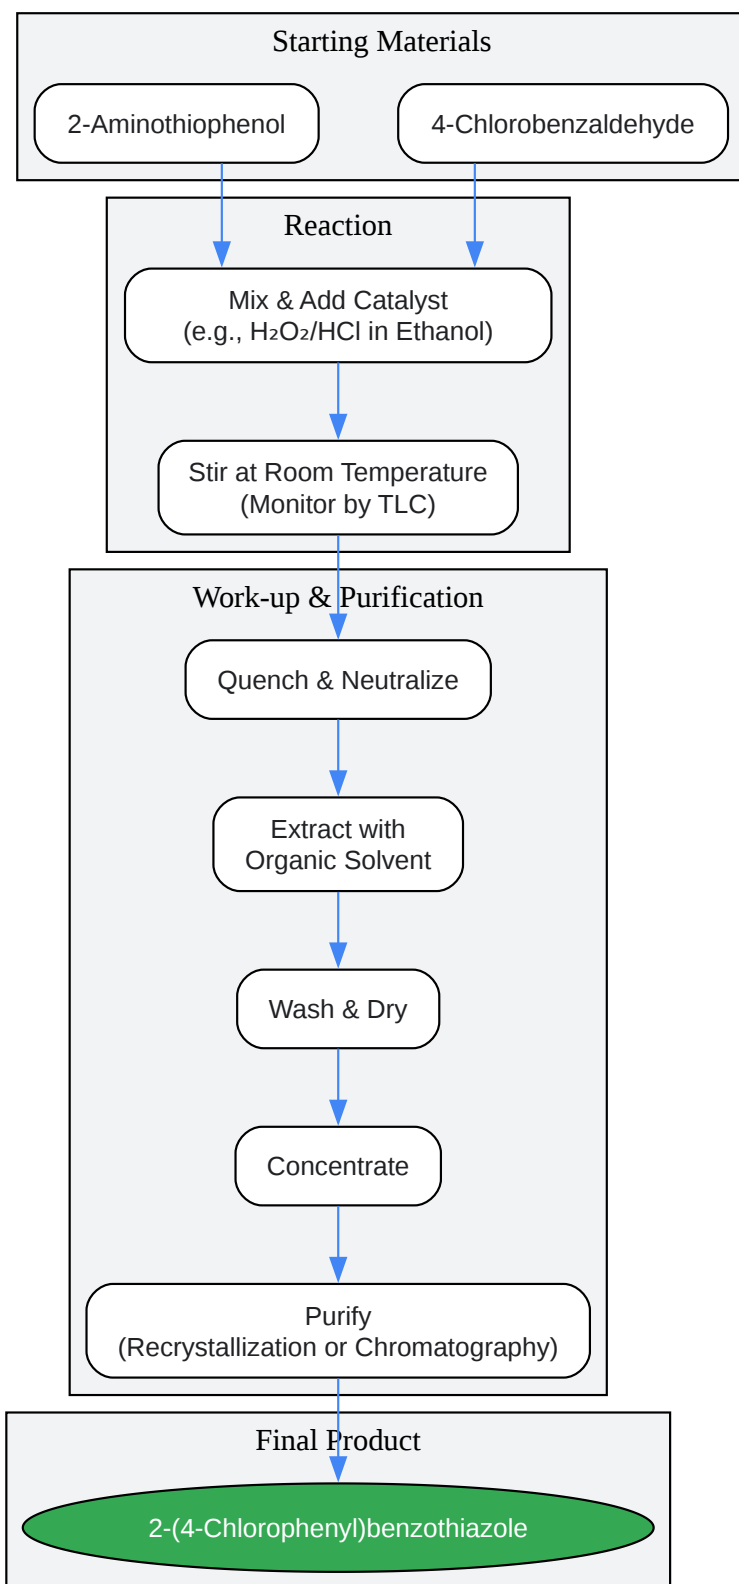 Starting Materials
2-Aminothiophenol
4-Chlorobenzaldehyde
Reaction
Mix & Add Catalyst
(e.g., H₂O₂/HCl in Ethanol)
Stir at Room Temperature
(Monitor by TLC)
Work-up & Purification
Quench & Neutralize
Extract with
Organic Solvent
Wash & Dry
Concentrate
Purify
(Recrystallization or Chromatography)
Final Product
2-(4-Chlorophenyl)benzothiazole